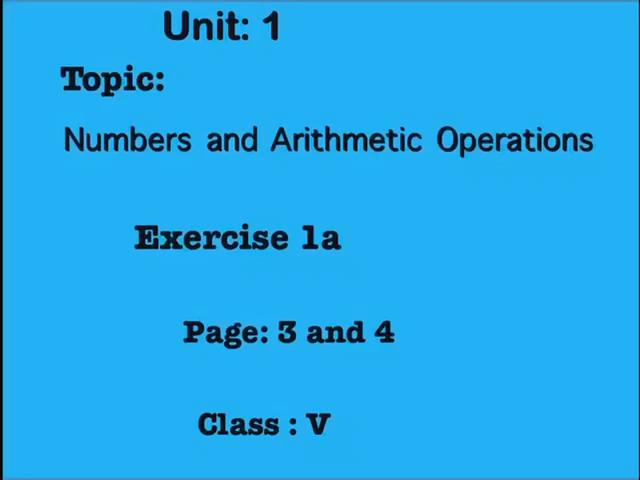 Unit: 1
Topic:
Numbers and Arithmetic Operations
Exercise 1a
Page: 3 and 4
Class : V